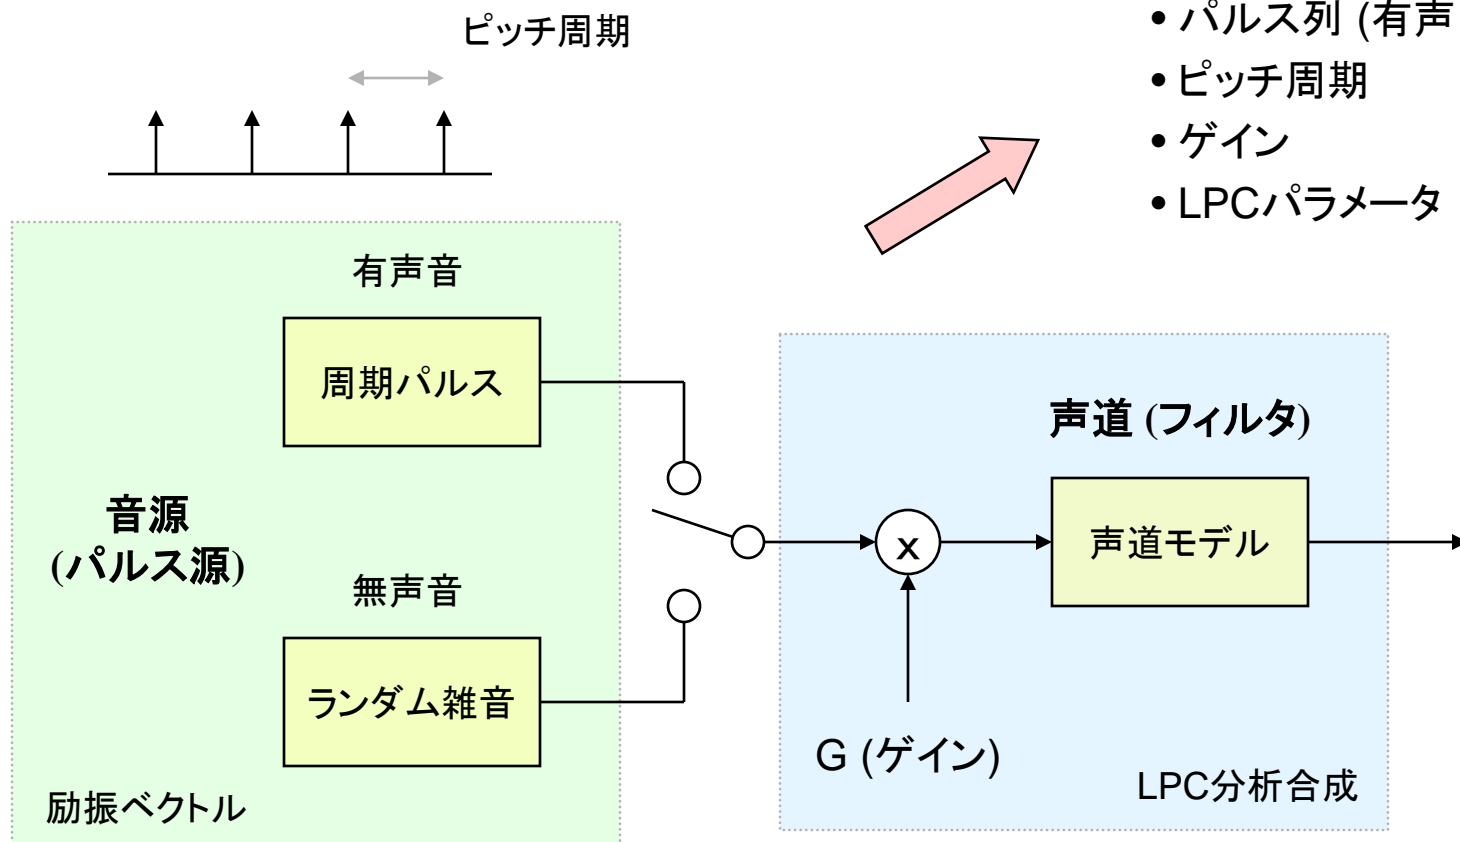 ピッチ周期
• パルス列 (有声
• ピッチ周期
• ゲイン
• LPCパラメータ
有声音
周期パルス
音源
(パルス源)
無声音
ランダム雑音
励振ベクトル
声道 (フィルタ)
x
声道モデル
G (ゲイン)
LPC分析合成